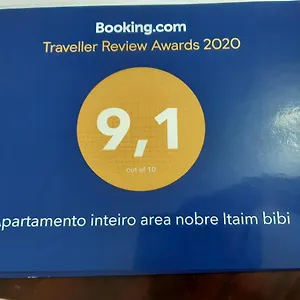 Booking.com
Traveller Review Awards 2020
9,1
out of 10
partamento inteiro area nobre Itaim bibi